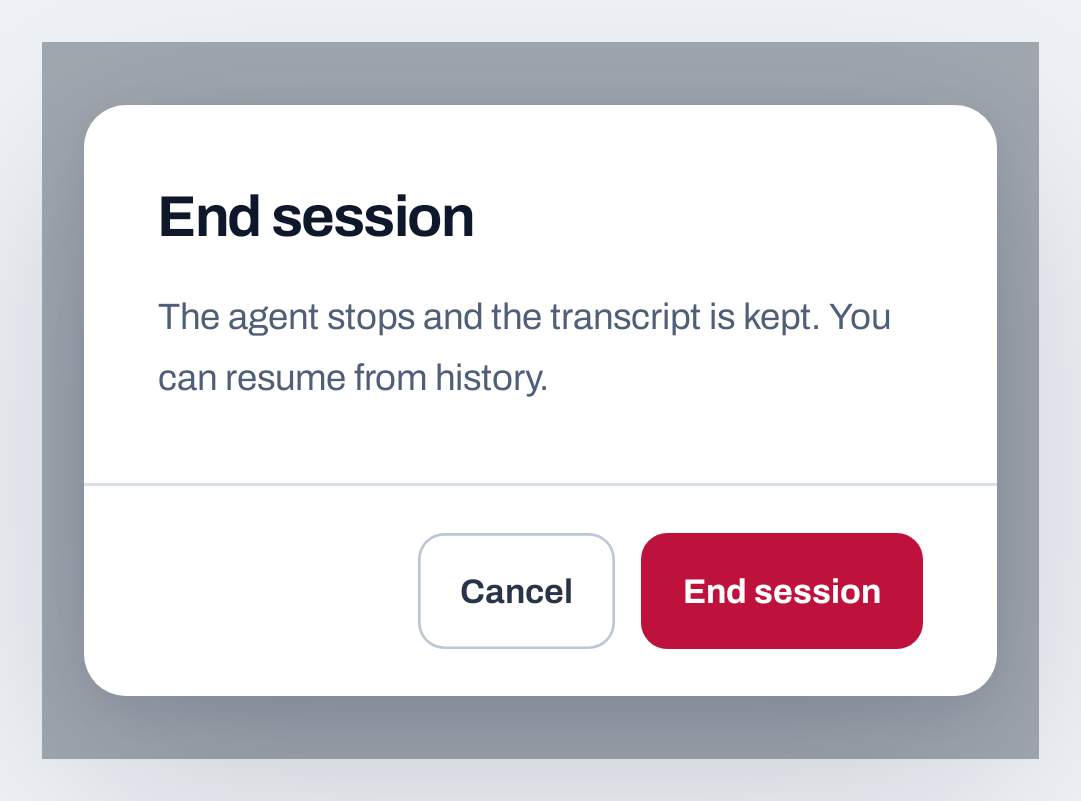 End session
The agent stops and the transcript is kept. You
can resume from history.
Cancel
End session